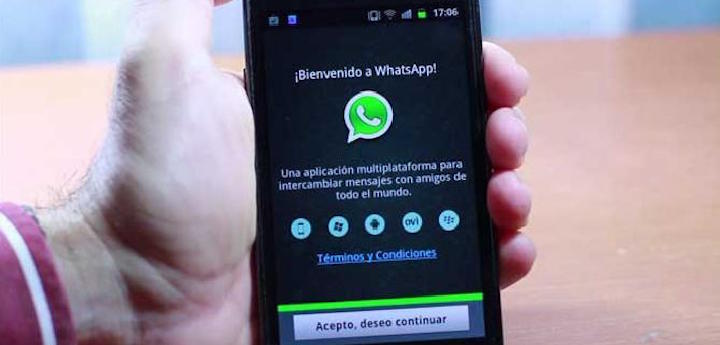 17:06
¡Bienvenido a WhatsApp!
Una aplicación multiplataforma para
intercambiar mensajes con amigos de
todo el mundo.
ovi
Términos y Condiciones
Acepto, deseo continuar